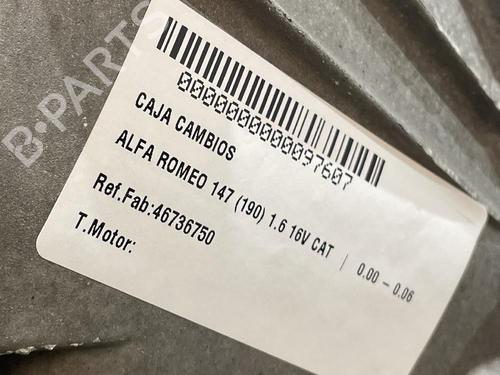 B-PARTS
0000000000097607
CAJA CAMBIOS
ALFA ROMEO 147 (190) 1.6 16V CAT | 0.00 - 0.06
Ref.Fab:46736750
T.Motor: